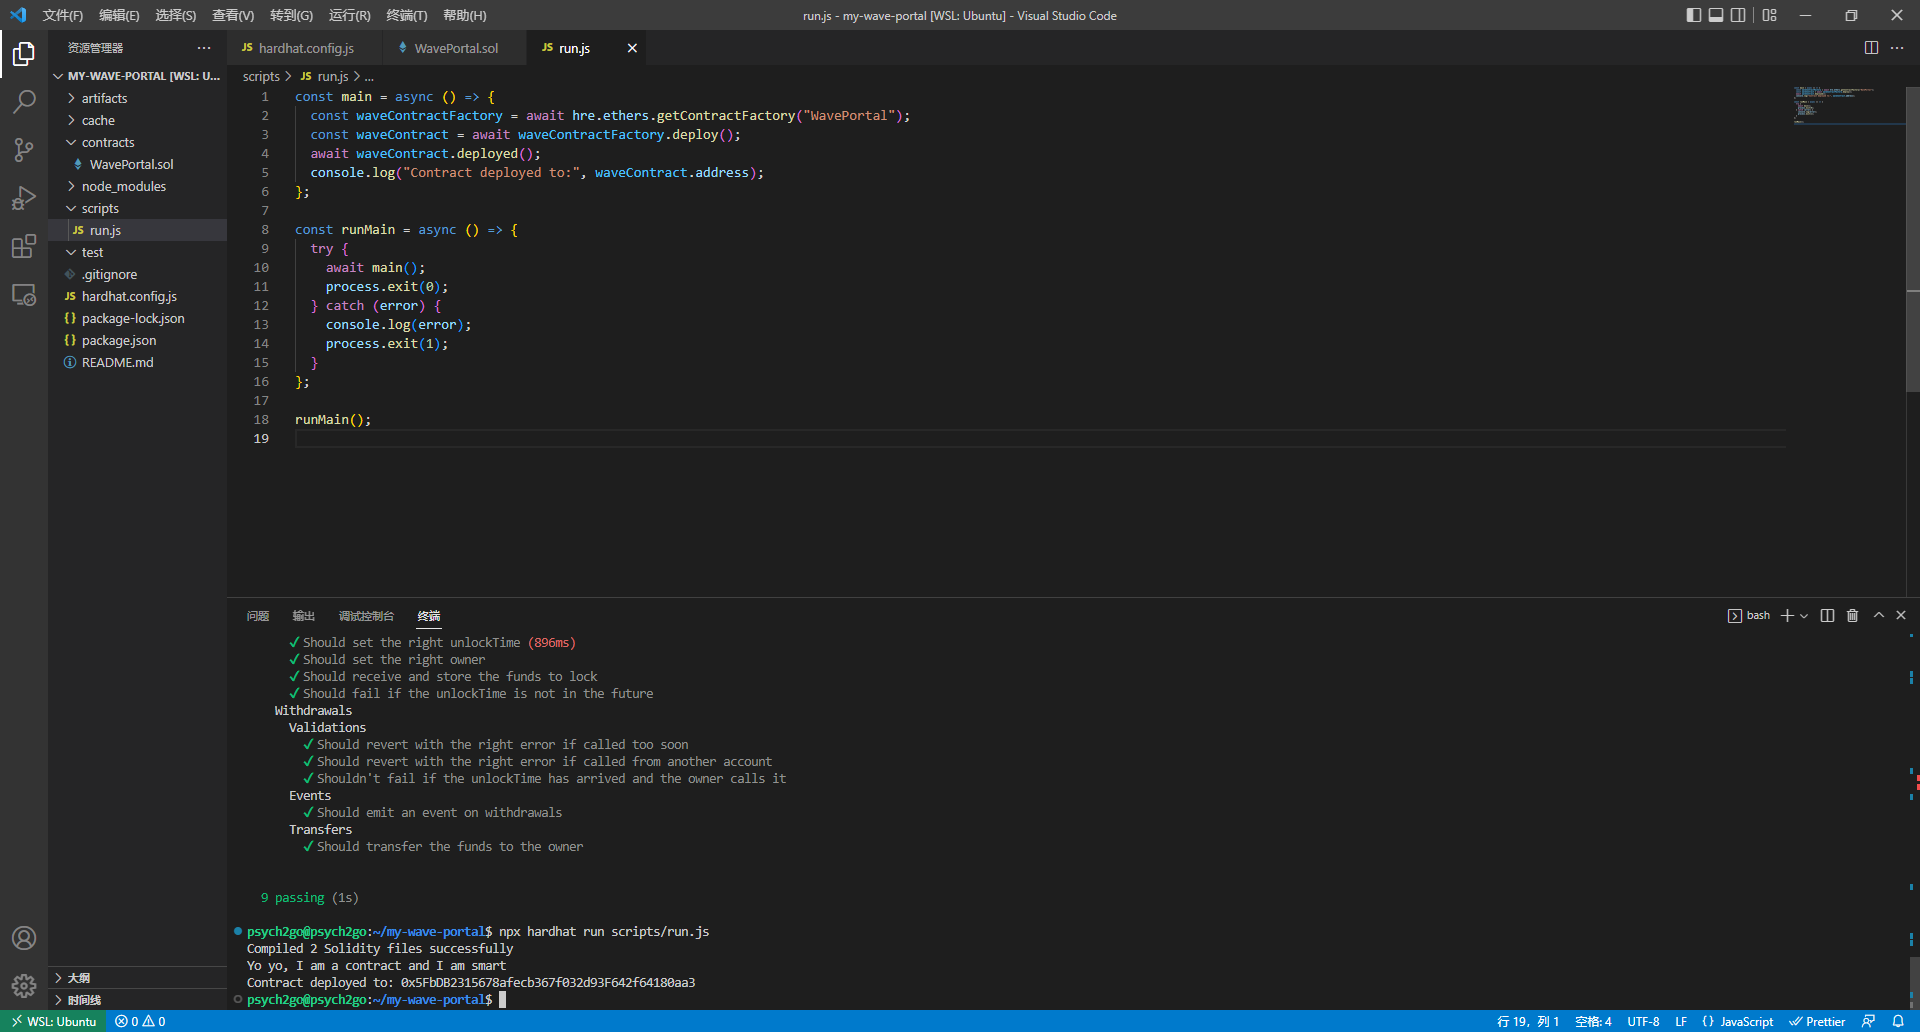 文件(F) 编辑(E) 选择(S) 查看(V) 转到(G) 运行(R) 终端(T) 帮助(H) run.js - my-wave-portal [WSL: Ubuntu] - Visual Studio Code
资源管理器
JS hardhat.config.js WavePortal.sol JS run.js
MY-WAVE-PORTAL [WSL: U...
artifacts
cache
contracts
WavePortal.sol
node_modules
scripts
JS run.js
test
.gitignore
JS hardhat.config.js
{} package-lock.json
{} package.json
README.md
大纲
时间线
scripts > JS run.js > ...
1 const main = async () => {
2 const waveContractFactory = await hre.ethers.getContractFactory("WavePortal");
3 const waveContract = await waveContractFactory.deploy();
4 await waveContract.deployed();
5 console.log("Contract deployed to:", waveContract.address);
6 };
7
8 const runMain = async () => {
9 try {
10 await main();
11 process.exit(0);
12 } catch (error) {
13 console.log(error);
14 process.exit(1);
15 }
16 };
17
18 runMain();
19
问题 输出 调试控制台 终端 bash
✓Should set the right unlockTime (896ms)
✓Should set the right owner
✓Should receive and store the funds to lock
✓Should fail if the unlockTime is not in the future
Withdrawals
Validations
✓Should revert with the right error if called too soon
✓Should revert with the right error if called from another account
✓Shouldn't fail if the unlockTime has arrived and the owner calls it
Events
✓Should emit an event on withdrawals
Transfers
✓Should transfer the funds to the owner
9 passing (1s)
psych2go@psych2go:~/my-wave-portal$ npx hardhat run scripts/run.js
Compiled 2 Solidity files successfully
Yo yo, I am a contract and I am smart
Contract deployed to: 0x5FbDB2315678afecb367f032d93F642f64180aa3
psych2go@psych2go:~/my-wave-portal$
WSL: Ubuntu 0 0 行 19，列 1 空格: 4 UTF-8 LF {} JavaScript Prettier